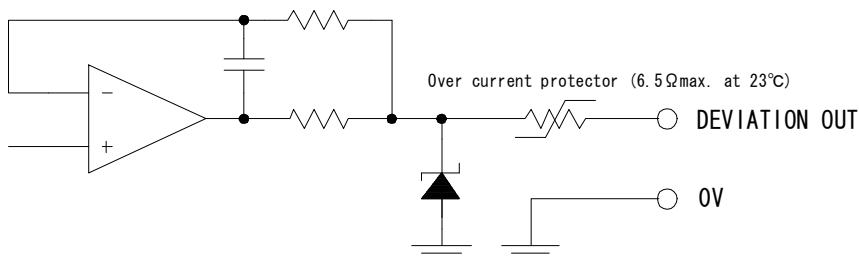 Over current protector (6.5Ωmax. at 23℃)
−
+
DEVIATION OUT
0V